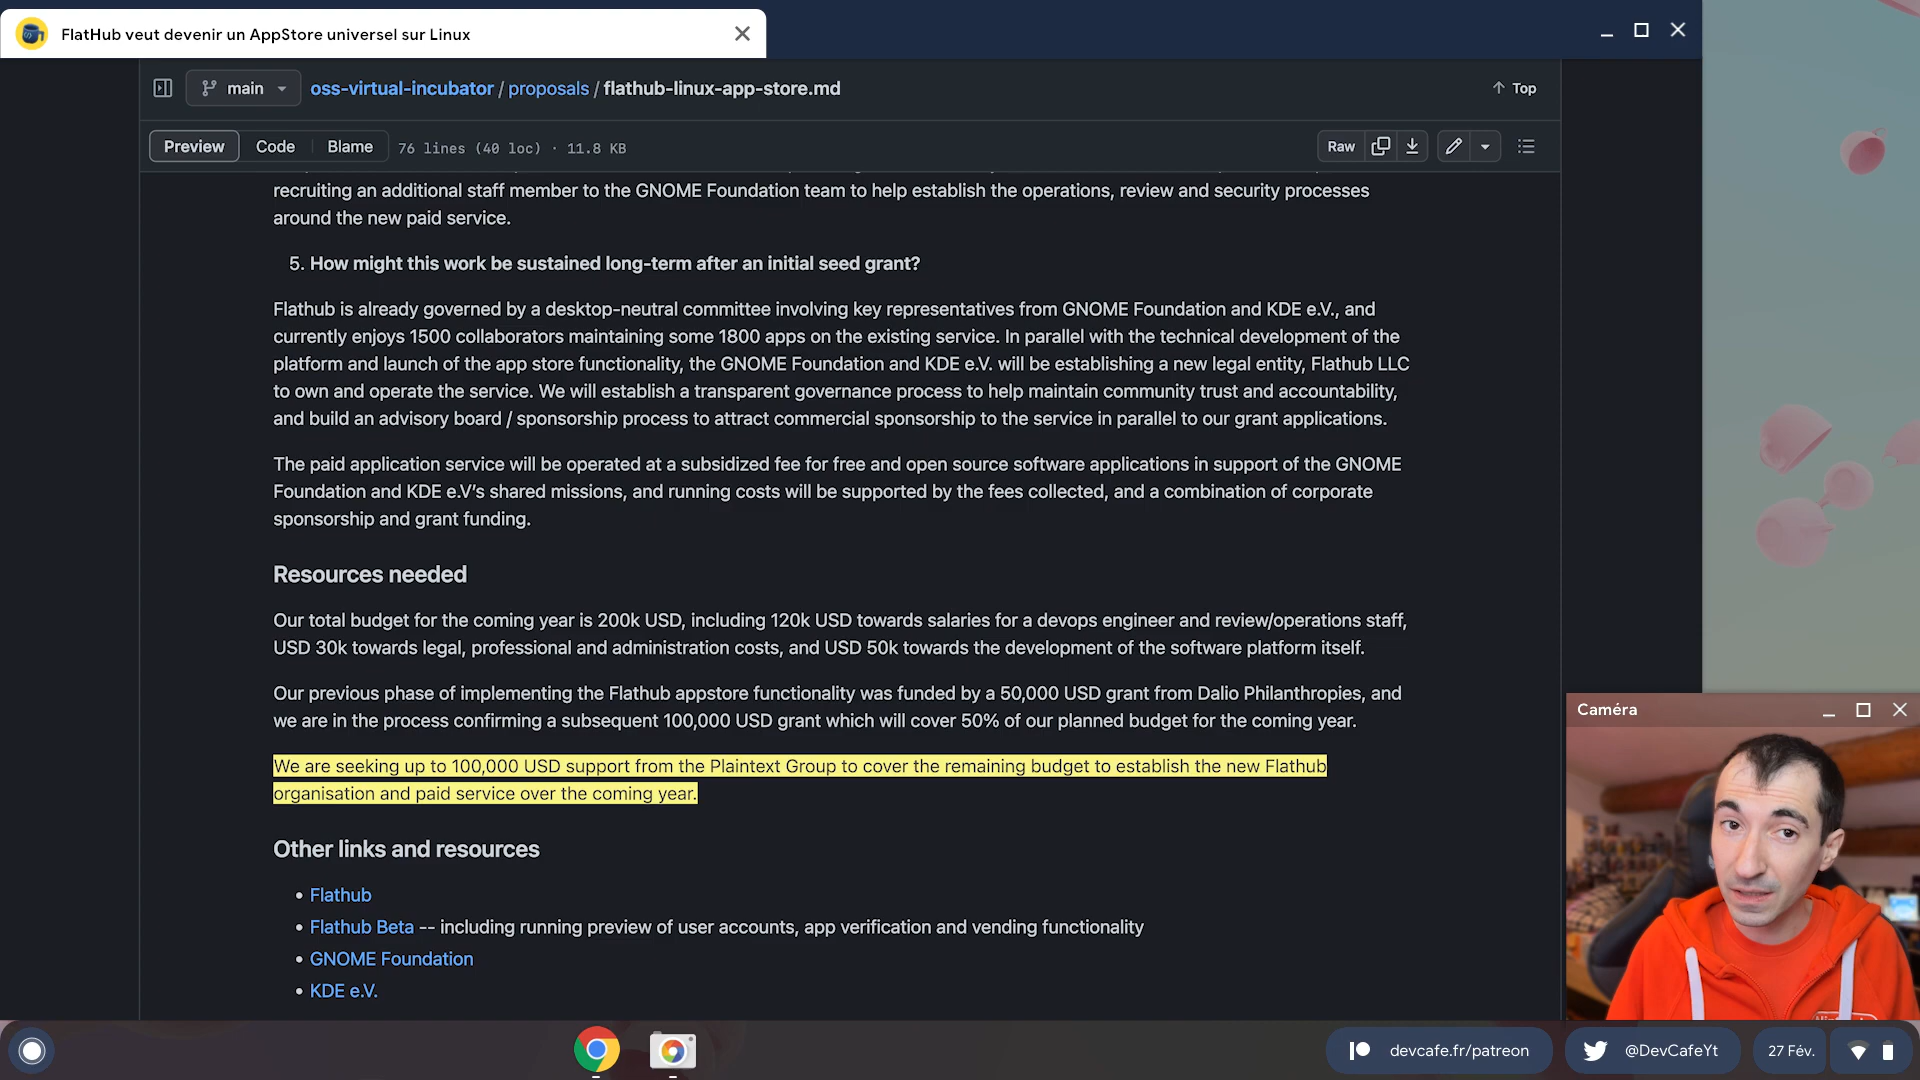 FlatHub veut devenir un AppStore universel sur Linux
main
oss-virtual-incubator / proposals / flathub-linux-app-store.md
Top
Preview
Code
Blame
76 lines (40 loc) · 11.8 KB
Raw
recruiting an additional staff member to the GNOME Foundation team to help establish the operations, review and security processes
around the new paid service.
5. How might this work be sustained long-term after an initial seed grant?
Flathub is already governed by a desktop-neutral committee involving key representatives from GNOME Foundation and KDE e.V., and
currently enjoys 1500 collaborators maintaining some 1800 apps on the existing service. In parallel with the technical development of the
platform and launch of the app store functionality, the GNOME Foundation and KDE e.V. will be establishing a new legal entity, Flathub LLC
to own and operate the service. We will establish a transparent governance process to help maintain community trust and accountability,
and build an advisory board / sponsorship process to attract commercial sponsorship to the service in parallel to our grant applications.
The paid application service will be operated at a subsidized fee for free and open source software applications in support of the GNOME
Foundation and KDE e.V's shared missions, and running costs will be supported by the fees collected, and a combination of corporate
sponsorship and grant funding.
Resources needed
Our total budget for the coming year is 200k USD, including 120k USD towards salaries for a devops engineer and review/operations staff,
USD 30k towards legal, professional and administration costs, and USD 50k towards the development of the software platform itself.
Our previous phase of implementing the Flathub appstore functionality was funded by a 50,000 USD grant from Dalio Philanthropies, and
we are in the process confirming a subsequent 100,000 USD grant which will cover 50% of our planned budget for the coming year.
We are seeking up to 100,000 USD support from the Plaintext Group to cover the remaining budget to establish the new Flathub
organisation and paid service over the coming year.
Other links and resources
• Flathub
• Flathub Beta -- including running preview of user accounts, app verification and vending functionality
• GNOME Foundation
• KDE e.V.
Caméra
devcafe.fr/patreon
@DevCafeYt
27 Fév.